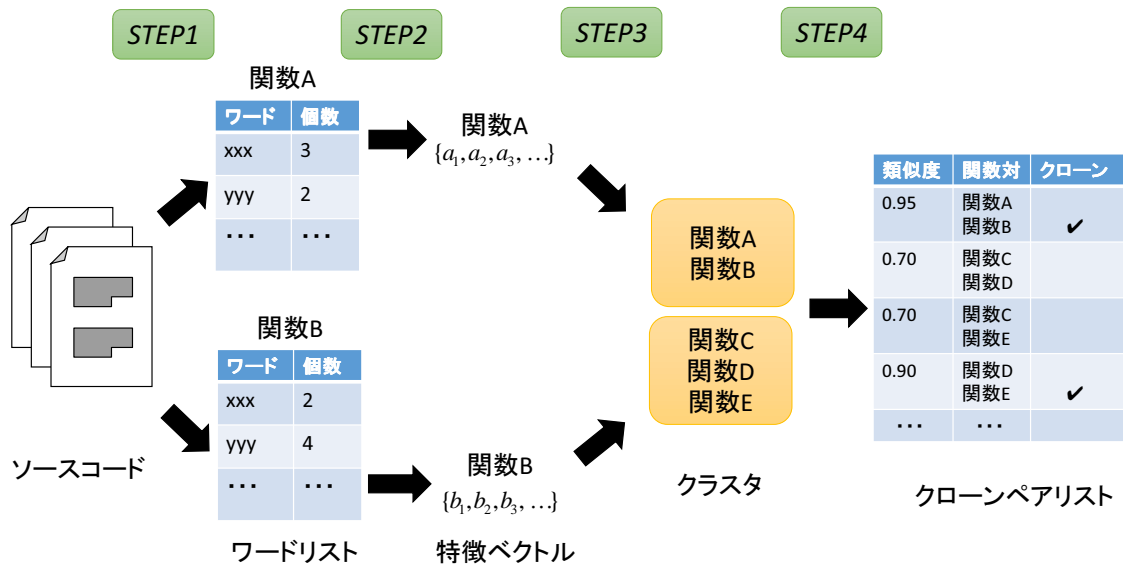 STEP1
STEP2
STEP3
STEP4
関数A
ワード 個数
xxx 3
yyy 2
・・・ ・・・
関数A
{a₁, a₂, a₃, …}
関数B
ワード 個数
xxx 2
yyy 4
・・・ ・・・
関数B
{b₁, b₂, b₃, …}
関数A
関数B
関数C
関数D
関数E
類似度 関数対 クローン
0.95 関数A
関数B ✔
0.70 関数C
関数D
0.70 関数C
関数E
0.90 関数D
関数E ✔
・・・ ・・・
ソースコード
ワードリスト
特徴ベクトル
クラスタ
クローンペアリスト